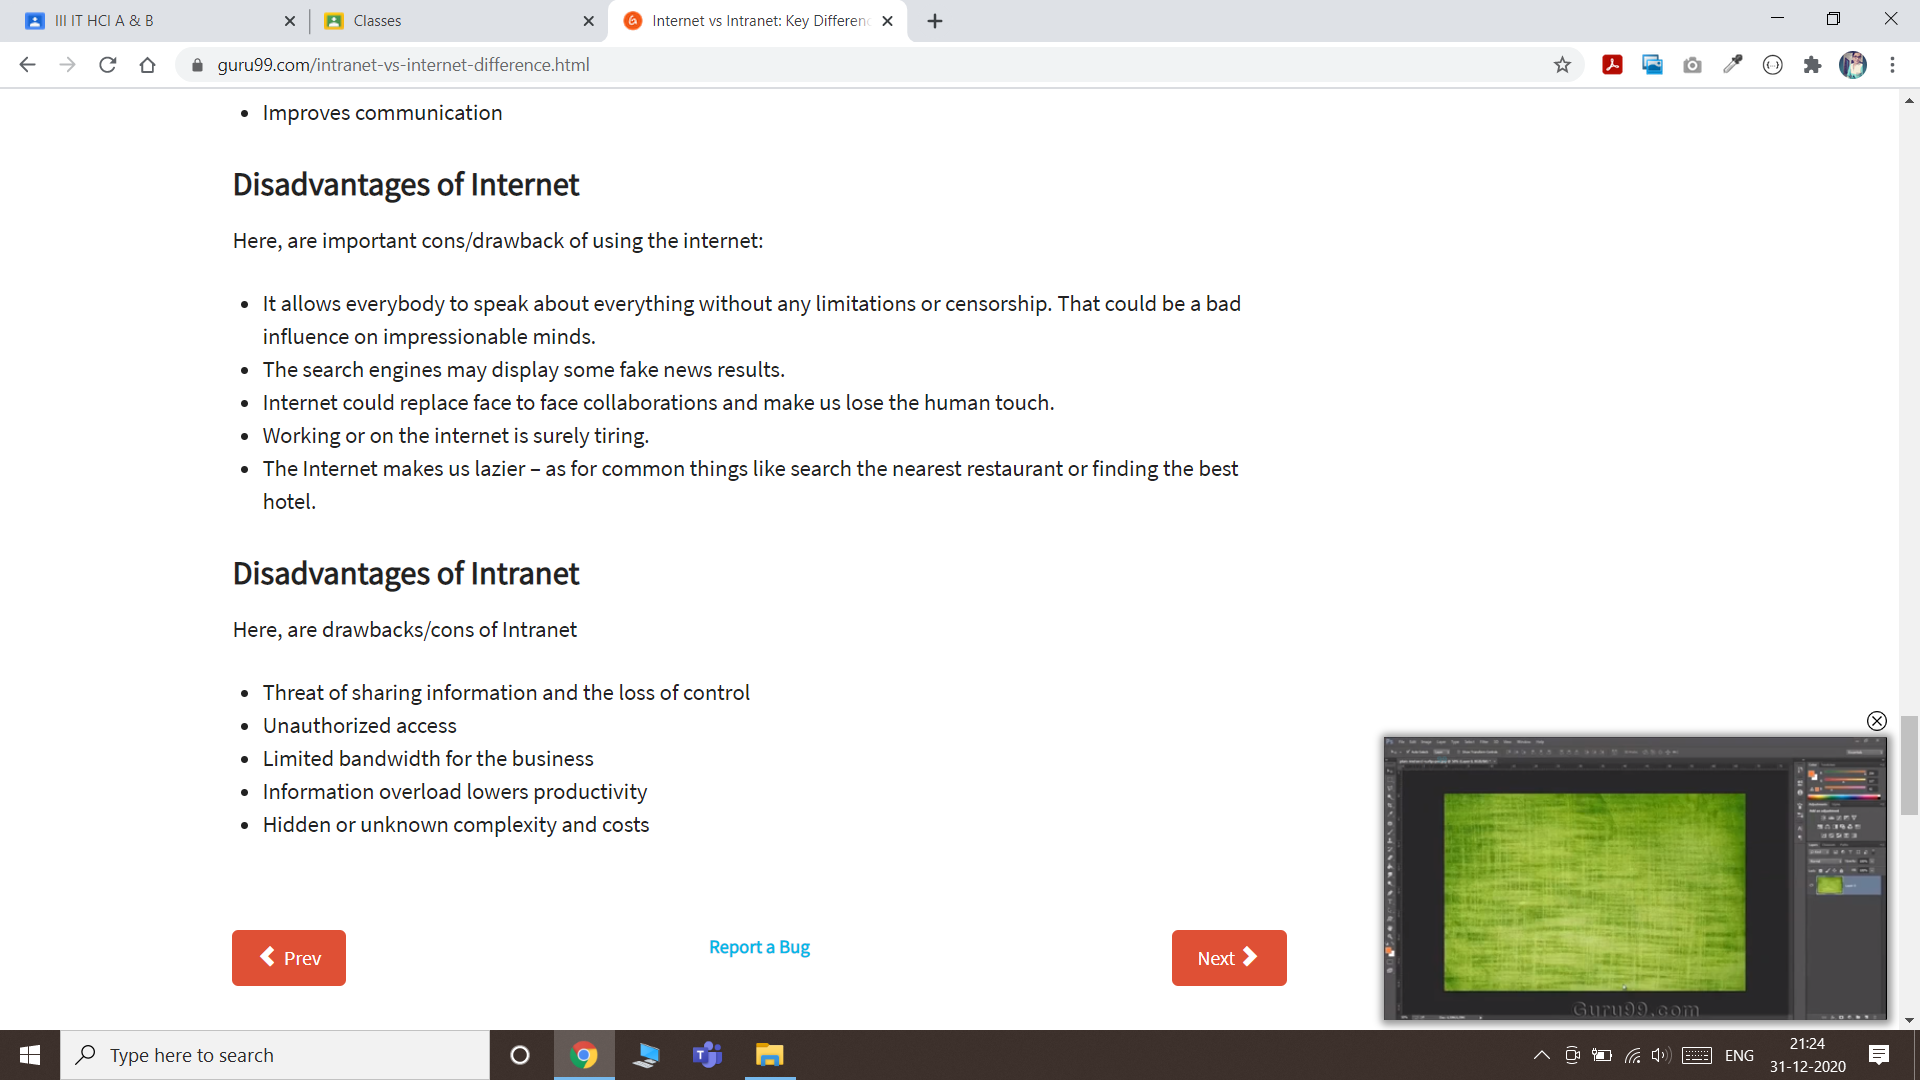 III IT HCI A & B
Classes
Internet vs Intranet: Key Differen
guru99.com/intranet-vs-internet-difference.html
Improves communication
Disadvantages of Internet
Here, are important cons/drawback of using the internet:
It allows everybody to speak about everything without any limitations or censorship. That could be a bad
influence on impressionable minds.
The search engines may display some fake news results.
Internet could replace face to face collaborations and make us lose the human touch.
Working or on the internet is surely tiring.
The Internet makes us lazier – as for common things like search the nearest restaurant or finding the best
hotel.
Disadvantages of Intranet
Here, are drawbacks/cons of Intranet
Threat of sharing information and the loss of control
Unauthorized access
Limited bandwidth for the business
Information overload lowers productivity
Hidden or unknown complexity and costs
Prev
Report a Bug
Next
Guru99.com
Type here to search
ENG
21:24
31-12-2020